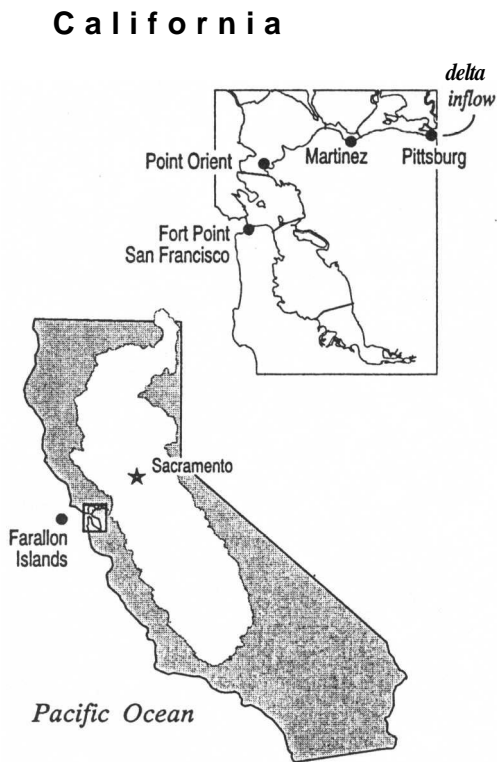 California
delta
inflow
Point Orient
Martinez
Pittsburg
Fort Point
San Francisco
Sacramento
Farallon
Islands
Pacific Ocean